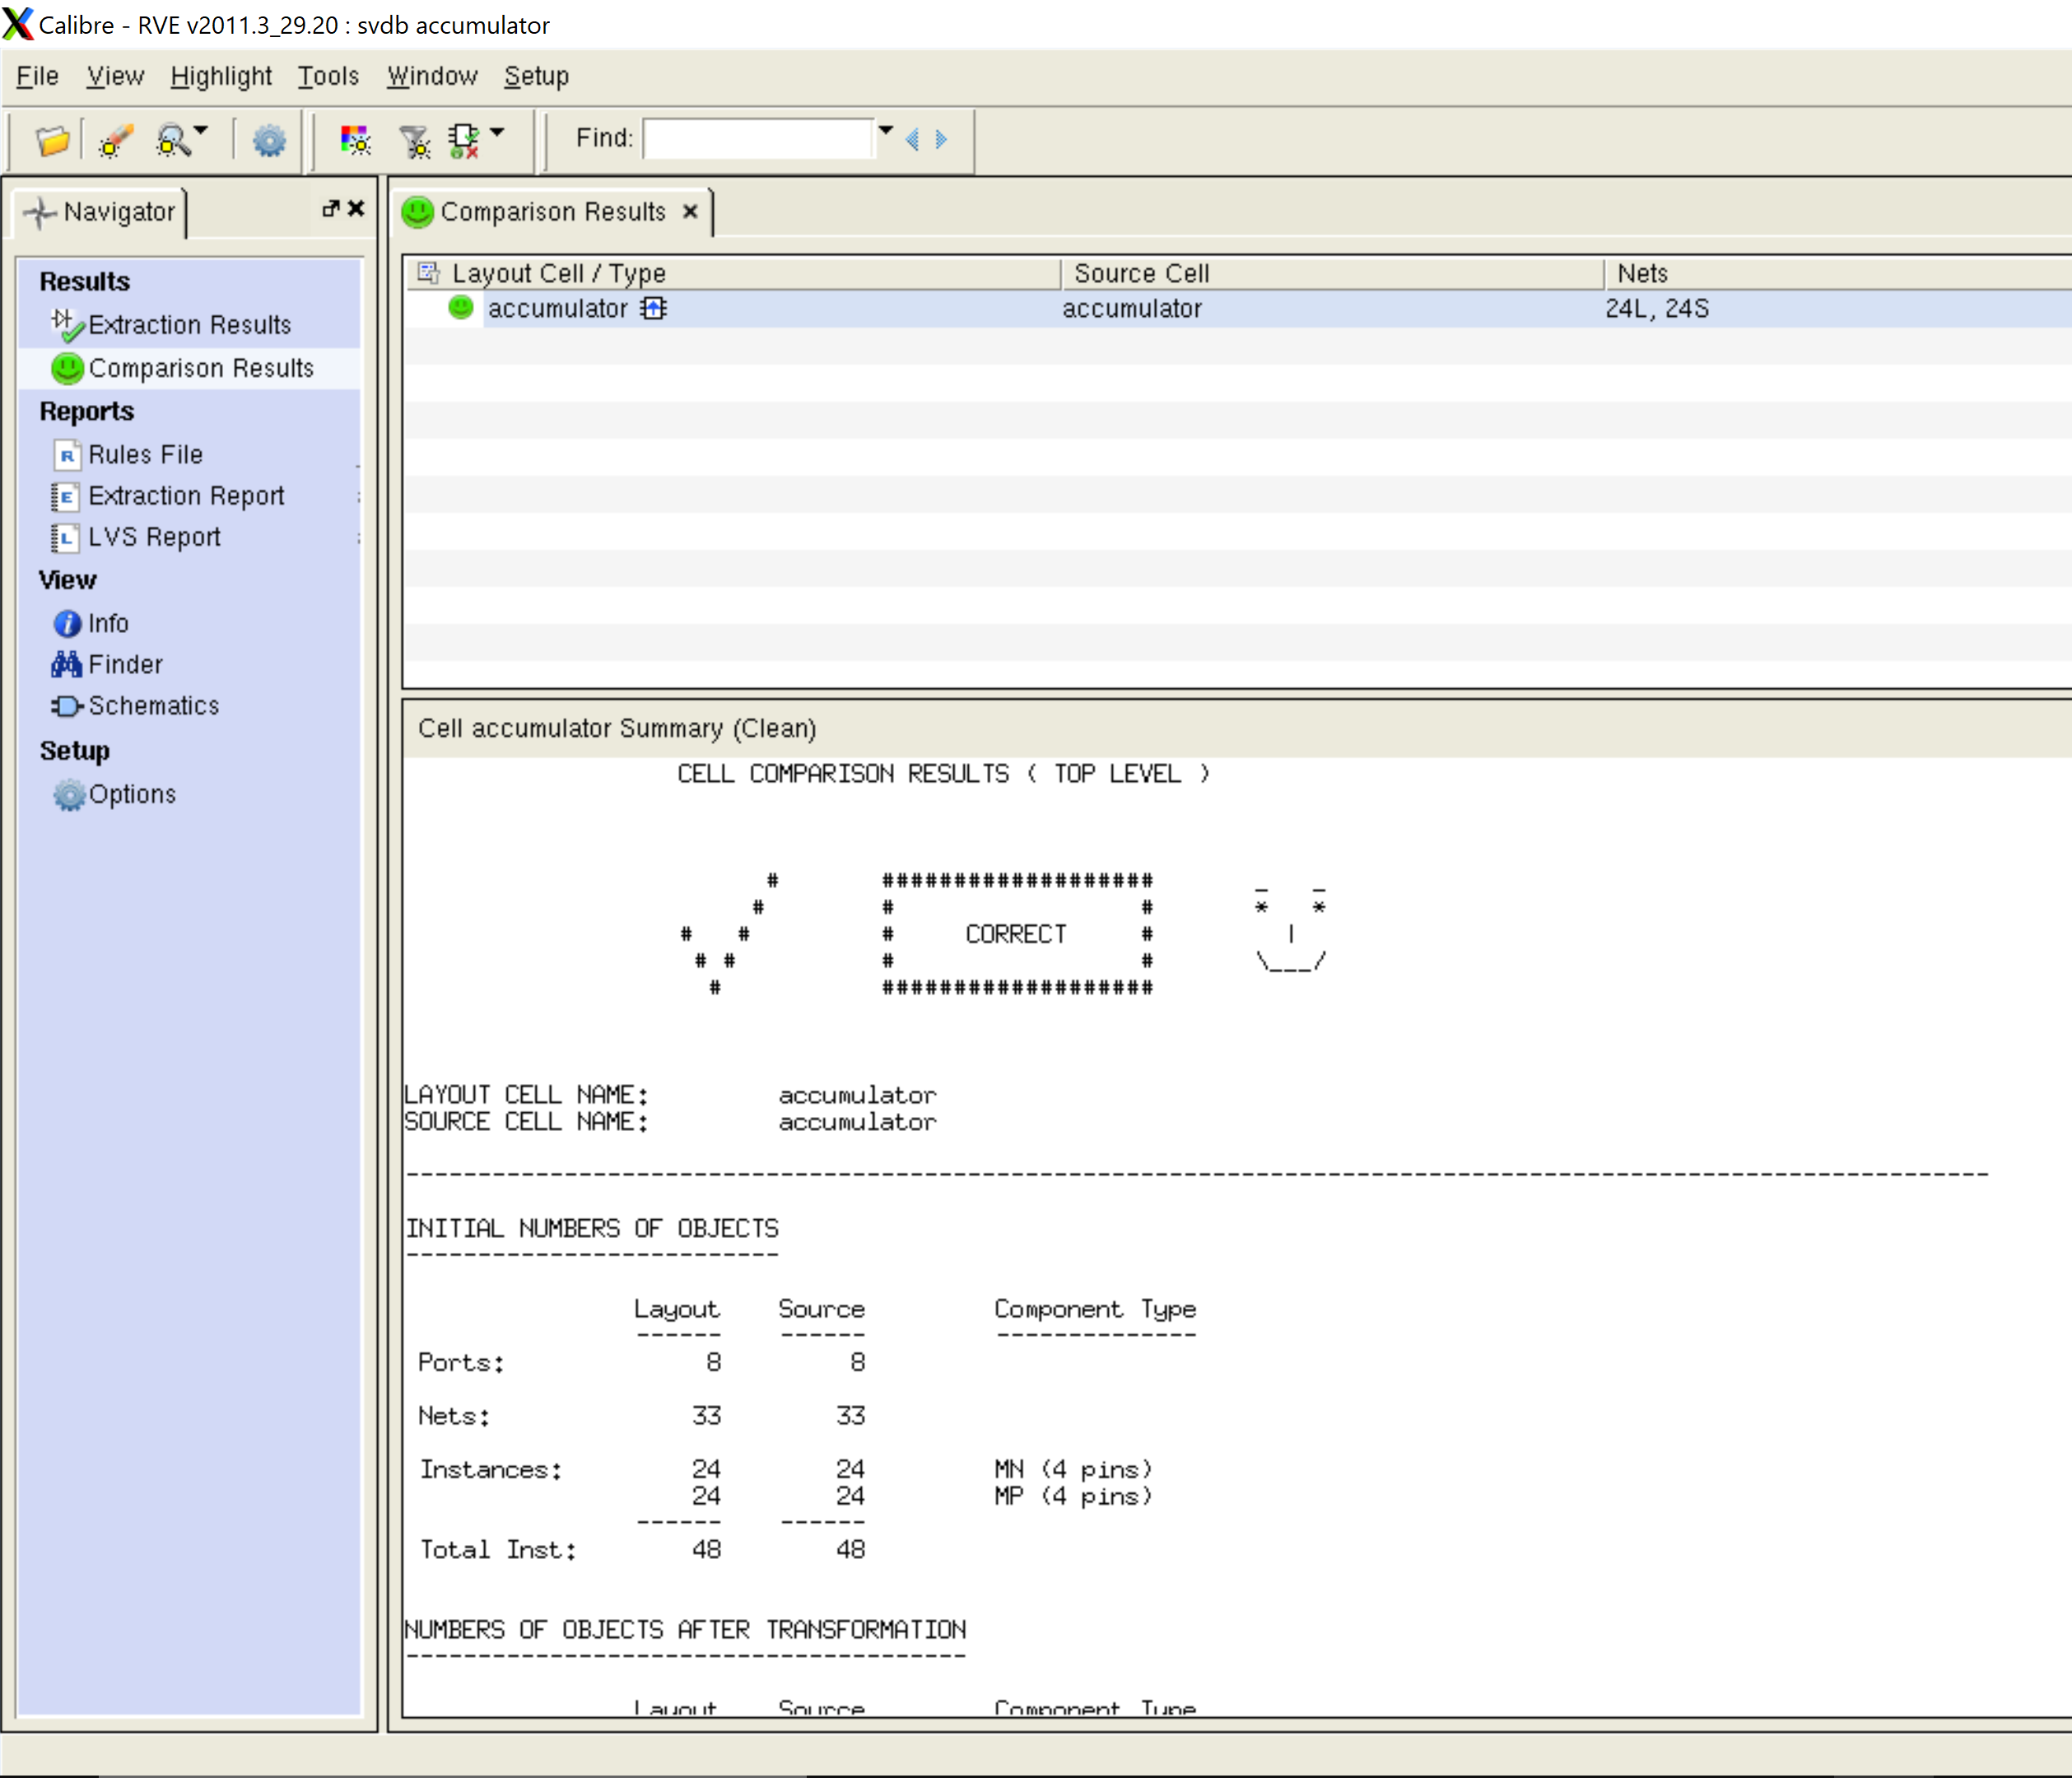 Calibre - RVE v2011.3_29.20 : svdb accumulator
File View Highlight Tools Window Setup
Find:
Navigator
Results
Extraction Results
Comparison Results
Reports
R Rules File
E Extraction Report
L LVS Report
View
i Info
Finder
Schematics
Setup
Options
Comparison Results
Layout Cell / Type Source Cell Nets
accumulator accumulator 24L, 24S
Cell accumulator Summary (Clean)
CELL COMPARISON RESULTS ( TOP LEVEL )
# ################### _ _
# # # * *
# # # CORRECT # |
# # # # \___/
# ###################
LAYOUT CELL NAME: accumulator
SOURCE CELL NAME: accumulator
--------------------------------------------------------------------------------------------------------------
INITIAL NUMBERS OF OBJECTS
--------------------------
Layout Source Component Type
------ ------ --------------
Ports: 8 8
Nets: 33 33
Instances: 24 24 MN (4 pins)
24 24 MP (4 pins)
------ ------
Total Inst: 48 48
NUMBERS OF OBJECTS AFTER TRANSFORMATION
---------------------------------------
Layout Source Component Type